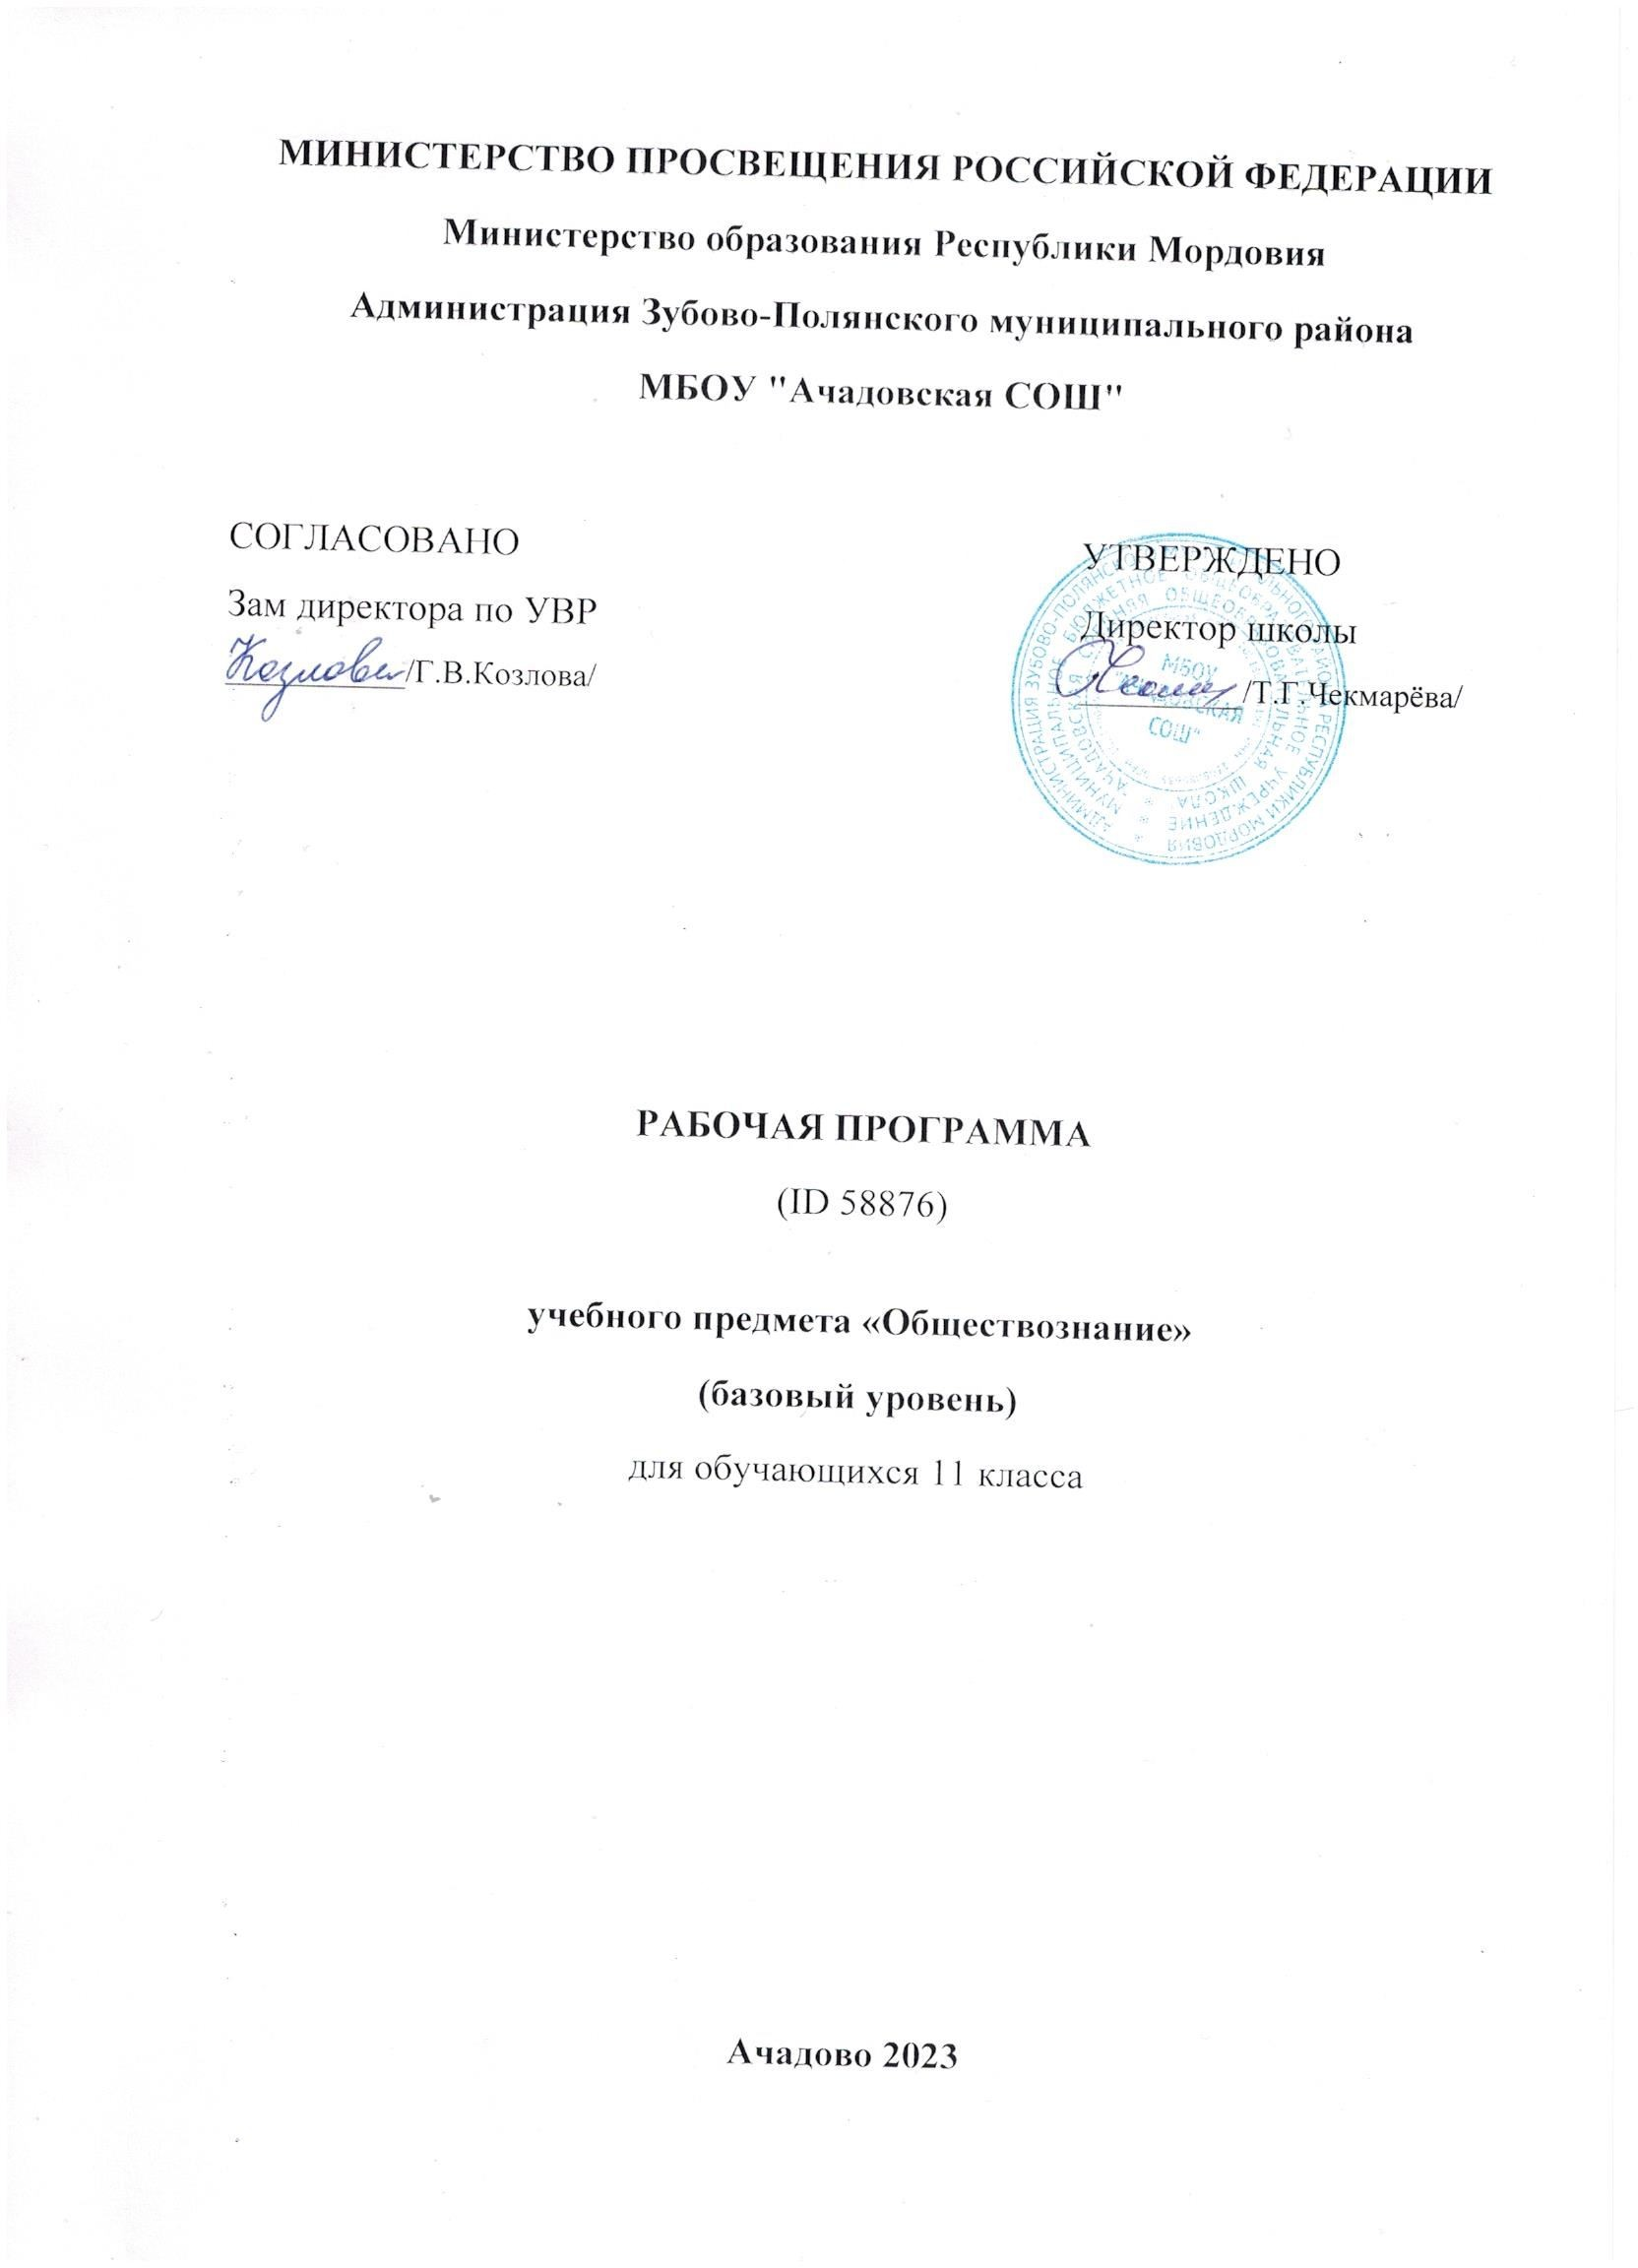 МИНИСТЕРСТВО ПРОСВЕЩЕНИЯ РОССИЙСКОЙ ФЕДЕРАЦИИ
Министерство образования Республики Мордовия
Администрация Зубово-Полянского муниципального района
МБОУ "Ачадовская СОШ"
СОГЛАСОВАНО
Зам директора по УВР
/Г.В.Козлова/
УТВЕРЖДЕНО
Директор школы
/Т.Г.Чекмарёва/
МБОУ
СОШ"
РАБОЧАЯ ПРОГРАММА
(ID 58876)
учебного предмета «Обществознание»
(базовый уровень)
для обучающихся 11 класса
Ачадово 2023